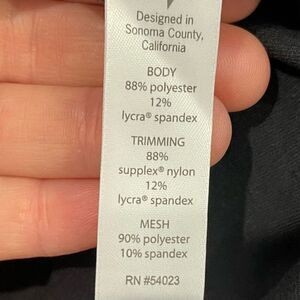 Designed in
Sonoma County,
California
BODY
88% polyester
12%
lycra® spandex
TRIMMING
88%
supplex® nylon
12%
lycra® spandex
MESH
90% polyester
10% spandex
RN #54023